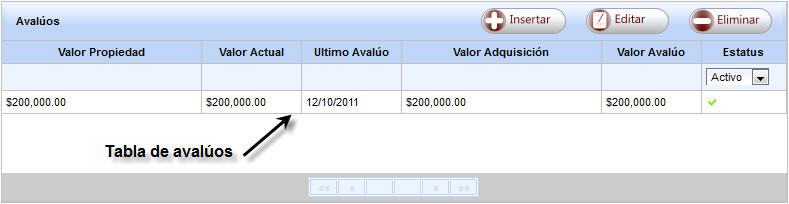 Avalúos Insertar Editar Eliminar
Valor Propiedad Valor Actual Ultimo Avalúo Valor Adquisición Valor Avalúo Estatus
Activo
$200,000.00 $200,000.00 12/10/2011 $200,000.00 $200,000.00
Tabla de avalúos
«« « » »»